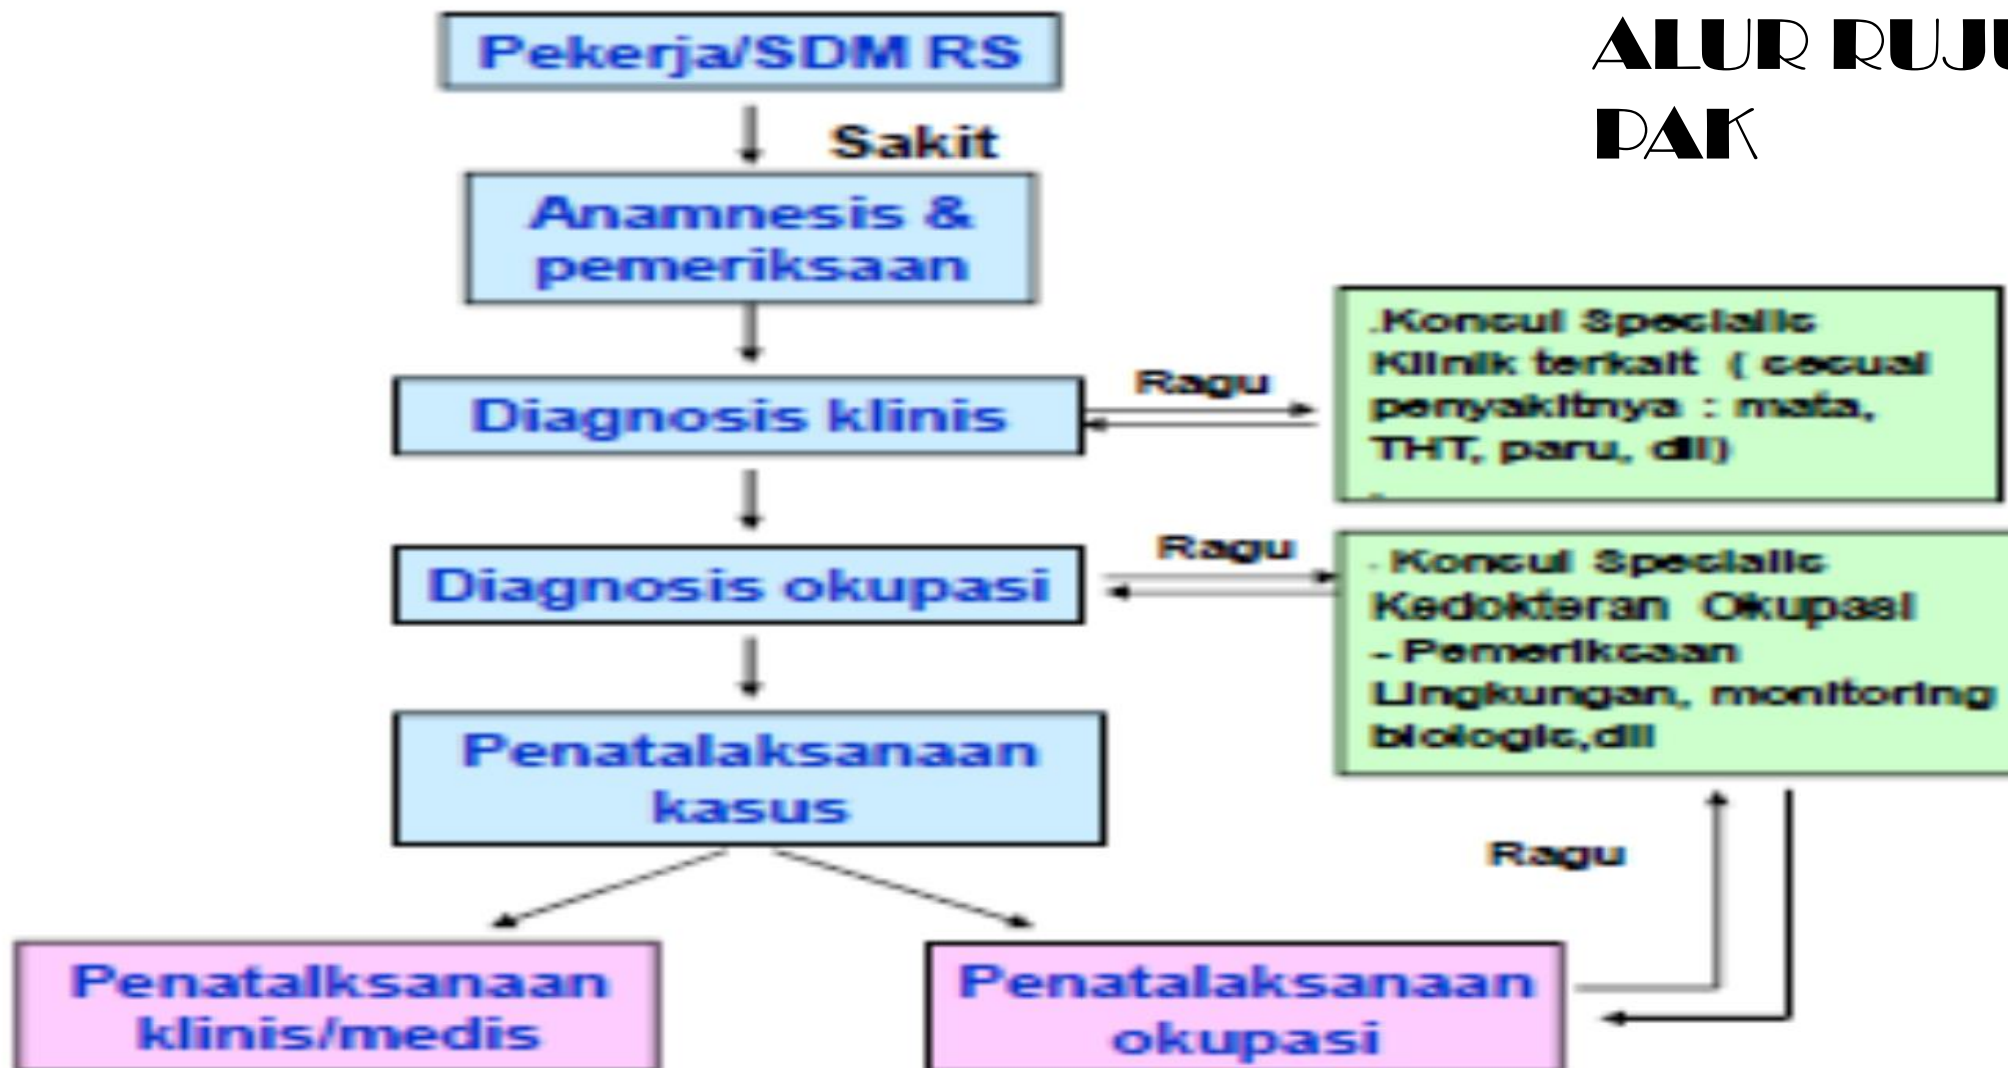 ALUR RUJU
PAK
Pekerja/SDM RS
Sakit
Anamnesis &
pemeriksaan
Diagnosis klinis
Ragu
.Konsul Spesialis
Klinik terkait ( sesuai
penyakitnya : mata,
THT, paru, dll)
-
Diagnosis okupasi
Ragu
- Konsul Spesialis
Kedokteran Okupasi
- Pemeriksaan
Lingkungan, monitoring
biologis,dll
Penatalaksanaan
kasus
Ragu
Penatalksanaan
klinis/medis
Penatalaksanaan
okupasi